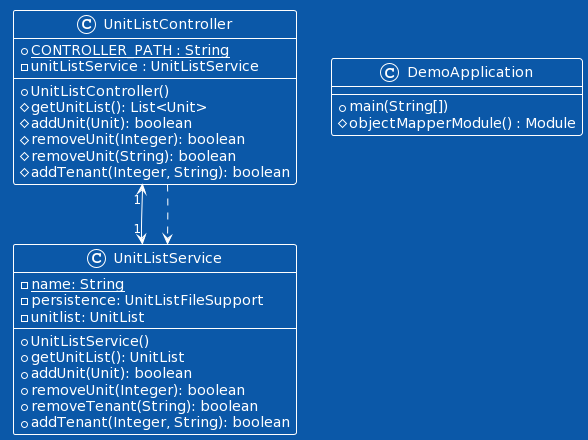 C UnitListController
CONTROLLER_PATH : String
unitListService : UnitListService
UnitListController()
getUnitList(): List<Unit>
addUnit(Unit): boolean
removeUnit(Integer): boolean
removeUnit(String): boolean
addTenant(Integer, String): boolean
C DemoApplication
main(String[])
objectMapperModule() : Module
1
1
C UnitListService
name: String
persistence: UnitListFileSupport
unitlist: UnitList
UnitListService()
getUnitList(): UnitList
addUnit(Unit): boolean
removeUnit(Integer): boolean
removeTenant(String): boolean
addTenant(Integer, String): boolean